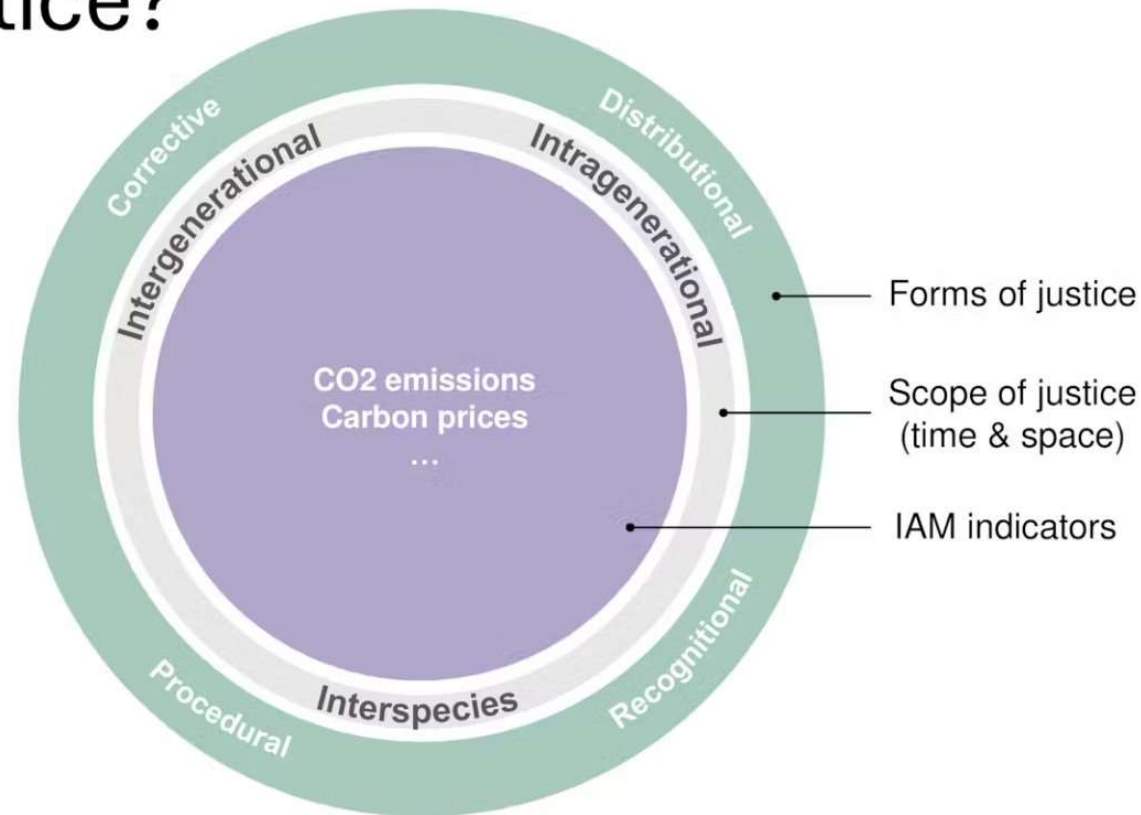 tice?
Corrective
Distributional
Intergenerational
Intragenerational
CO2 emissions
Carbon prices
...
Forms of justice
Scope of justice
(time & space)
IAM indicators
Procedural
Interspecies
Recognitional